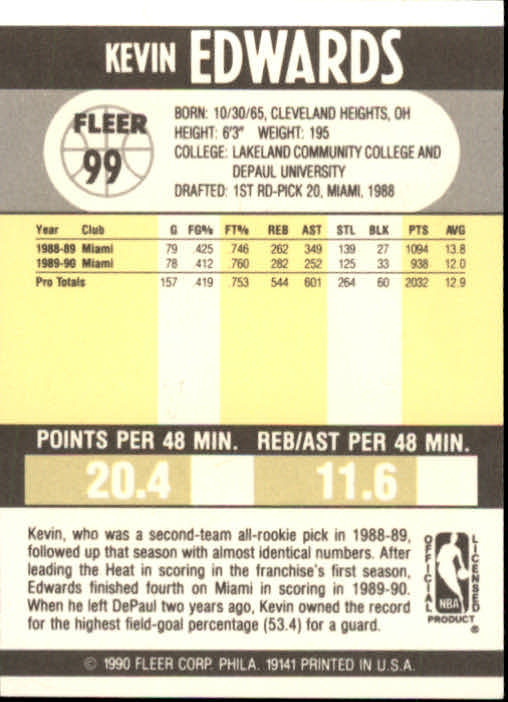 KEVIN EDWARDS
FLEER
99
BORN: 10/30/65, CLEVELAND HEIGHTS, OH
HEIGHT: 6'3" WEIGHT: 195
COLLEGE: LAKELAND COMMUNITY COLLEGE AND
DEPAUL UNIVERSITY
DRAFTED: 1ST RD-PICK 20, MIAMI, 1988
Year Club G FG% FT% REB AST STL BLK PTS AVG
1988-89 Miami 79 .425 .746 262 349 139 27 1094 13.8
1989-90 Miami 78 .412 .760 282 252 125 33 938 12.0
Pro Totals 157 .419 .753 544 601 264 60 2032 12.9
POINTS PER 48 MIN. REB/AST PER 48 MIN.
20.4 11.6
Kevin, who was a second-team all-rookie pick in 1988-89,
followed up that season with almost identical numbers. After
leading the Heat in scoring in the franchise's first season,
Edwards finished fourth on Miami in scoring in 1989-90.
When he left DePaul two years ago, Kevin owned the record
for the highest field-goal percentage (53.4) for a guard.
OFFICIAL
LICENSED
NBA
PRODUCT ®
© 1990 FLEER CORP. PHILA. 19141 PRINTED IN U.S.A.